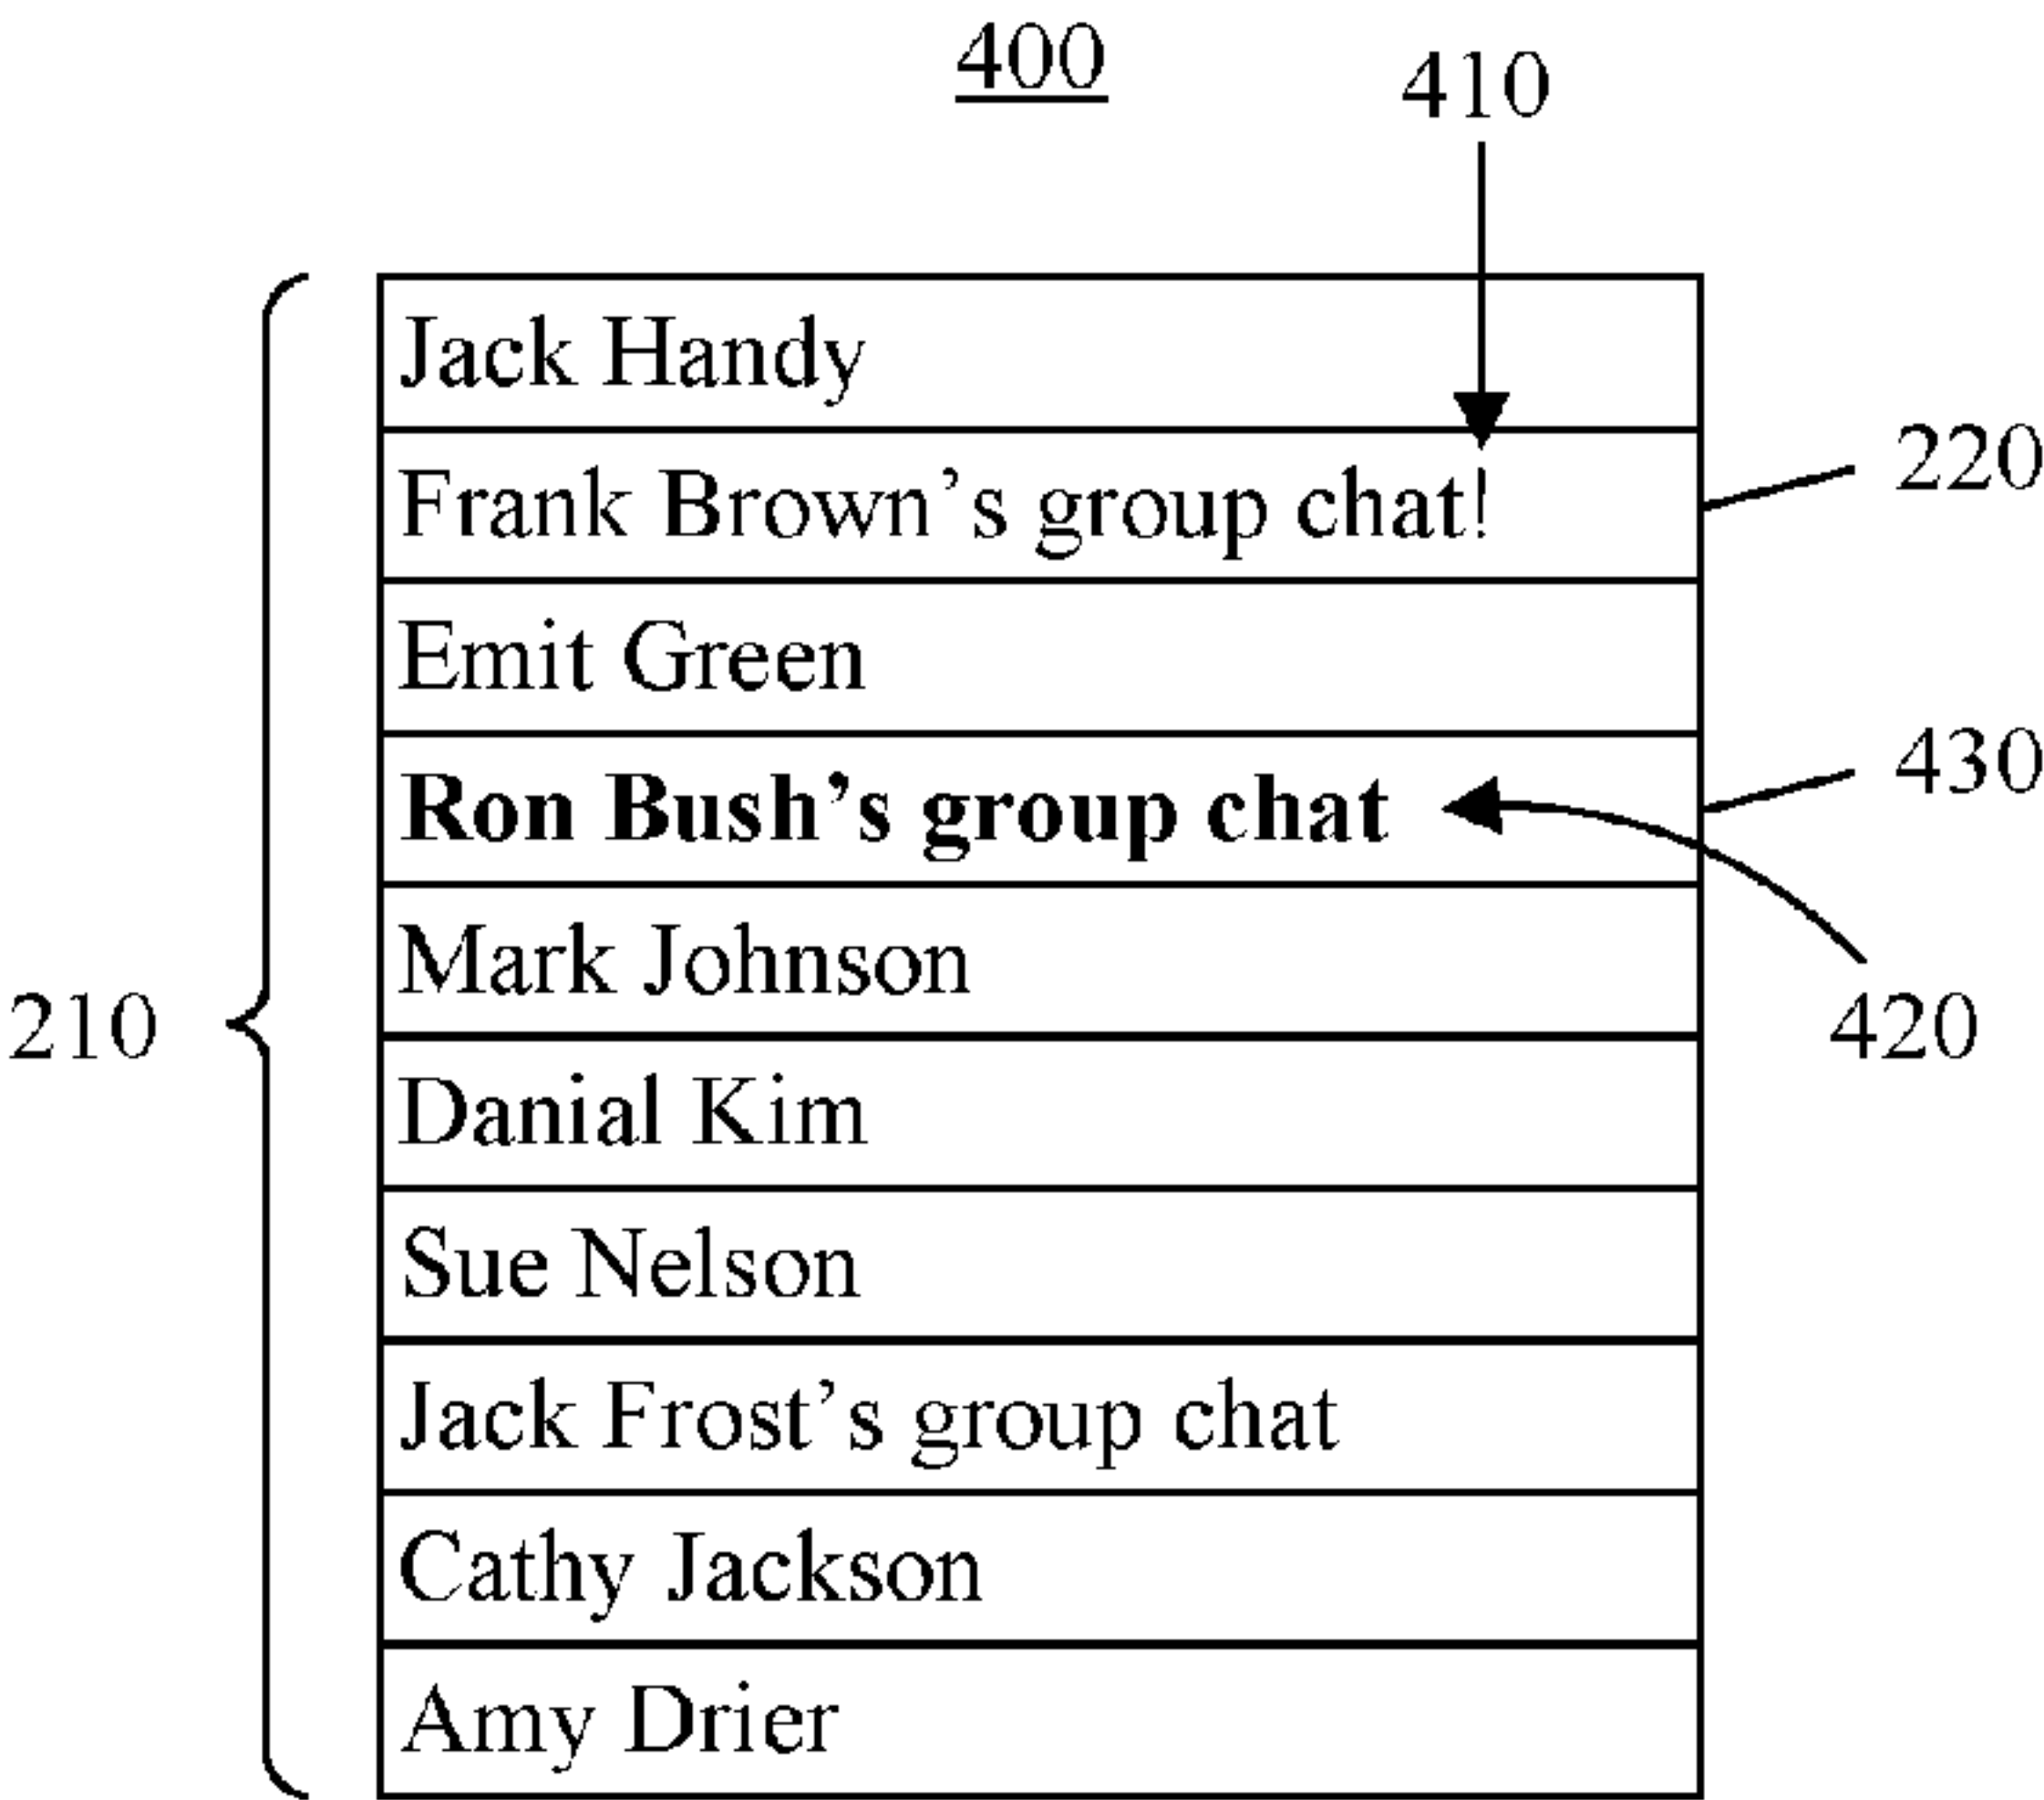 400
410
Jack Handy
Frank Brown’s group chat!
220
Emit Green
Ron Bush’s group chat
430
Mark Johnson
210
420
Danial Kim
Sue Nelson
Jack Frost’s group chat
Cathy Jackson
Amy Drier